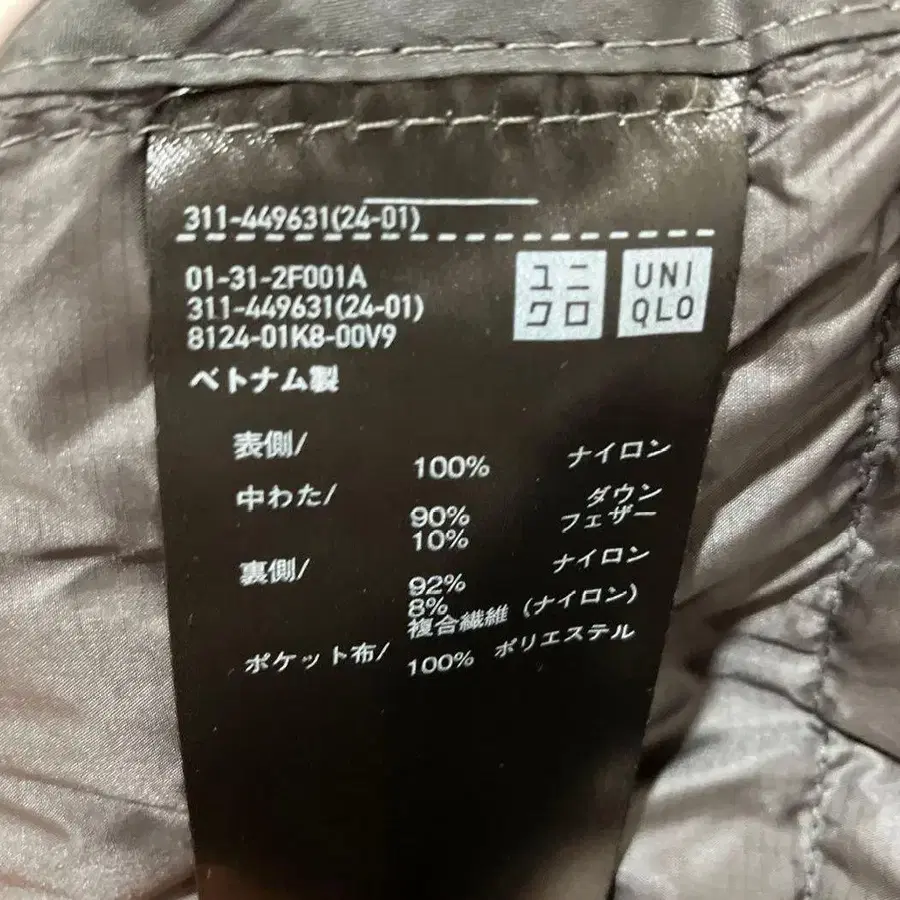 311-449631(24-01)
01-31-2F001A
311-449631(24-01)
8124-01K8-00V9
ユニ
クロ
UNI
QLO
ベトナム製
表側/
100% ナイロン
中わた/
90% ダウン
10% フェザー
裏側/
92% ナイロン
8%
複合繊維 (ナイロン)
ポケット布/
100% ポリエステル